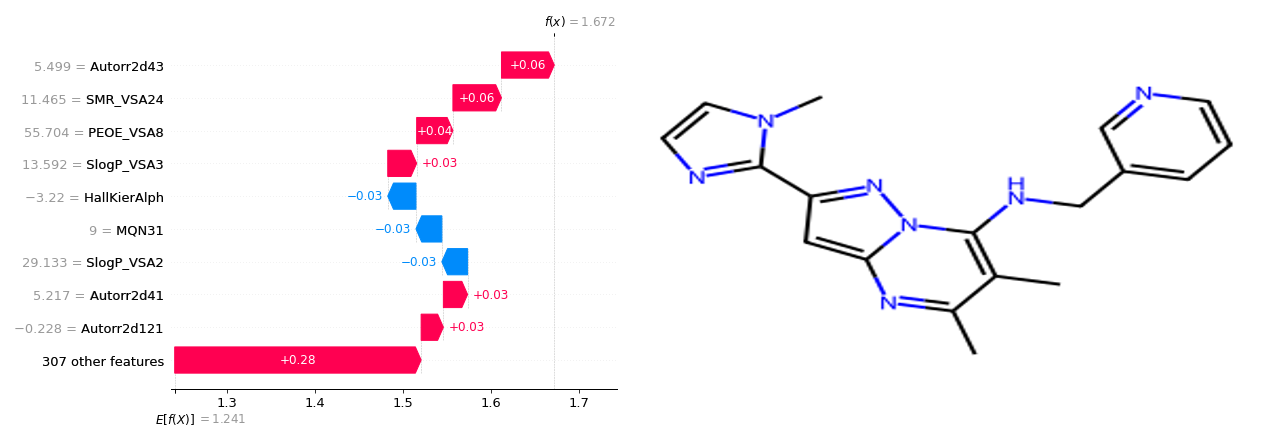 f(x) = 1.672
5.499 = Autorr2d43
+0.06
11.465 = SMR_VSA24
+0.06
55.704 = PEOE_VSA8
+0.04
13.592 = SlogP_VSA3
+0.03
−3.22 = HallKierAlph
−0.03
9 = MQN31
−0.03
29.133 = SlogP_VSA2
−0.03
5.217 = Autorr2d41
+0.03
−0.228 = Autorr2d121
+0.03
307 other features
+0.28
1.3 1.4 1.5 1.6 1.7
E[f(X)] = 1.241
N
N
N
N
N
H
N
N
N